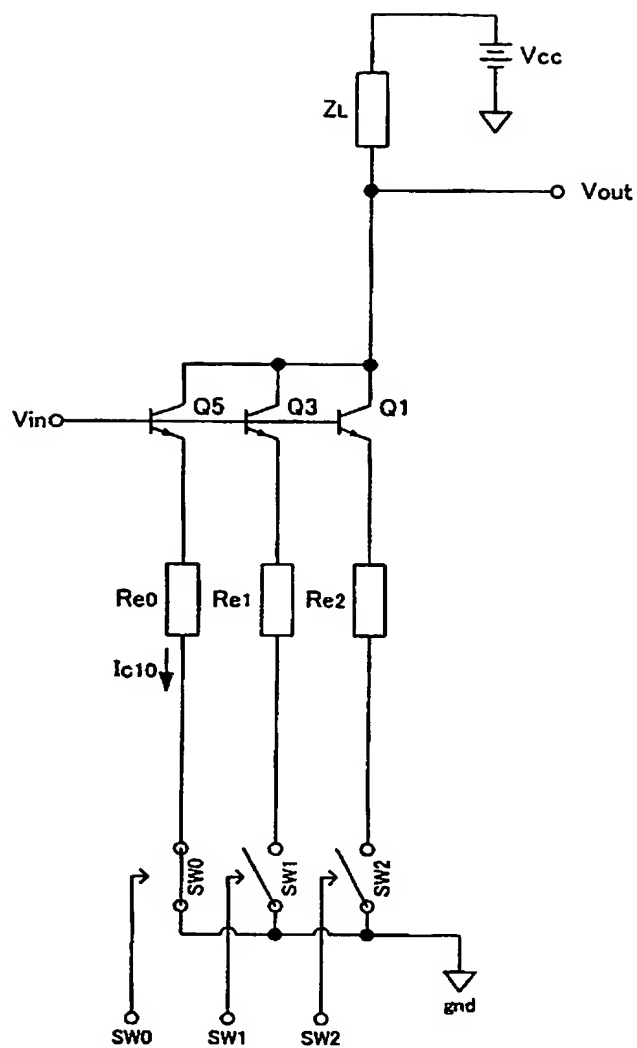 Vcc
ZL
Vout
Vin
Q5
Q3
Q1
Re0
Re1
Re2
Ic10
SW0
SW1
SW2
gnd
SW0
SW1
SW2